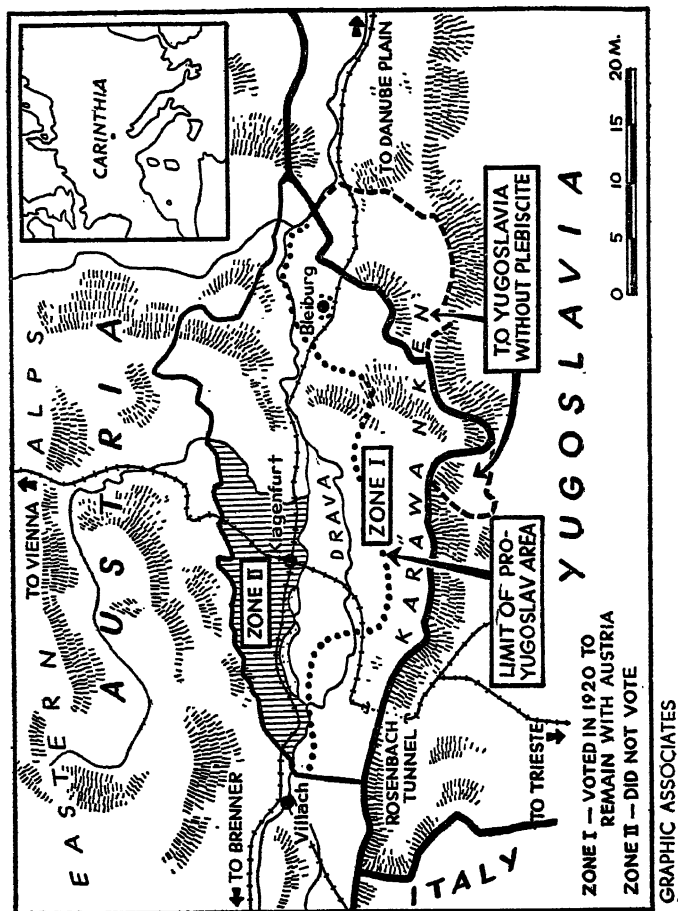 CARINTHIA
TO VIENNA
EASTERN ALPS
AUSTRIA
TO BRENNER
Villach
ZONE II
Klagenfurt
DRAVA
ZONE I
Bleiburg
TO DANUBE PLAIN
KARAWANKEN
ROSENBACH
TUNNEL
LIMIT OF PRO-
YUGOSLAV AREA
TO YUGOSLAVIA
WITHOUT PLEBISCITE
TO TRIESTE
ITALY
YUGOSLAVIA
0 5 10 15 20 M.
ZONE I — VOTED IN 1920 TO
REMAIN WITH AUSTRIA
ZONE II — DID NOT VOTE
GRAPHIC ASSOCIATES